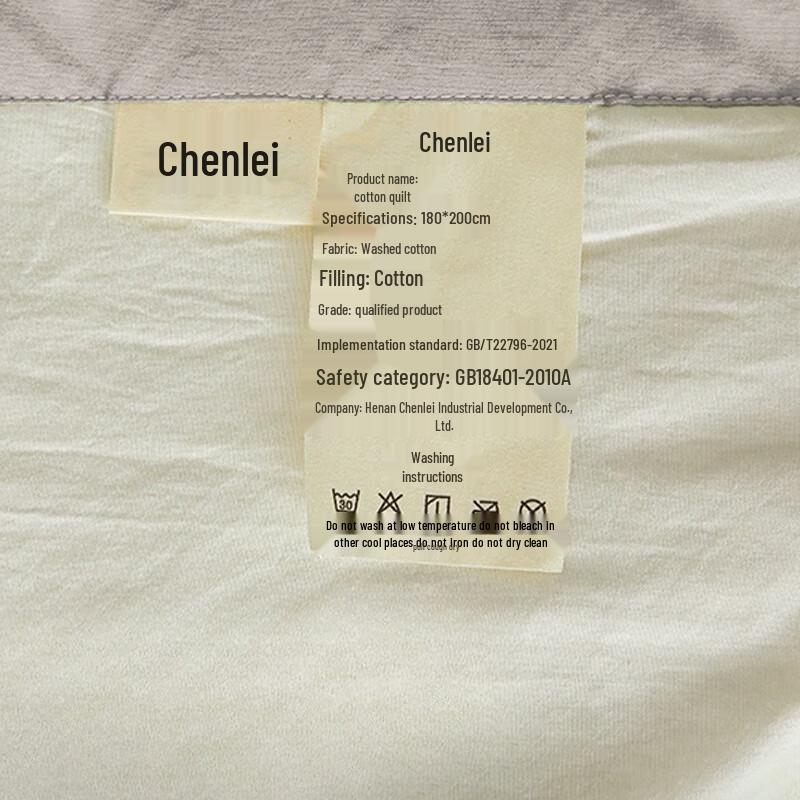 Chenlei
Chenlei
Product name:
cotton quilt
Specifications: 180*200cm
Fabric: Washed cotton
Filling: Cotton
Grade: qualified product
Implementation standard: GB/T22796-2021
Safety category: GB18401-2010A
Company: Henan Chenlei Industrial Development Co.,
Ltd.
Washing
instructions
30
Do not wash at low temperature do not bleach In
other cool places do not Iron do not dry clean